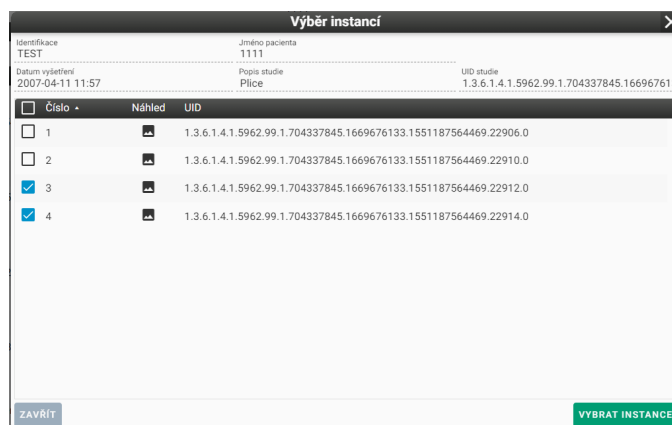 Výběr instancí
Identifikace
TEST
Jméno pacienta
1111
Datum vyšetření
2007-04-11 11:57
Popis studie
Plice
UID studie
1.3.6.1.4.1.5962.99.1.704337845.16696761
Číslo Náhled UID
1 1.3.6.1.4.1.5962.99.1.704337845.1669676133.1551187564469.22906.0
2 1.3.6.1.4.1.5962.99.1.704337845.1669676133.1551187564469.22910.0
3 1.3.6.1.4.1.5962.99.1.704337845.1669676133.1551187564469.22912.0
4 1.3.6.1.4.1.5962.99.1.704337845.1669676133.1551187564469.22914.0
ZAVŘÍT VYBRAT INSTANCE